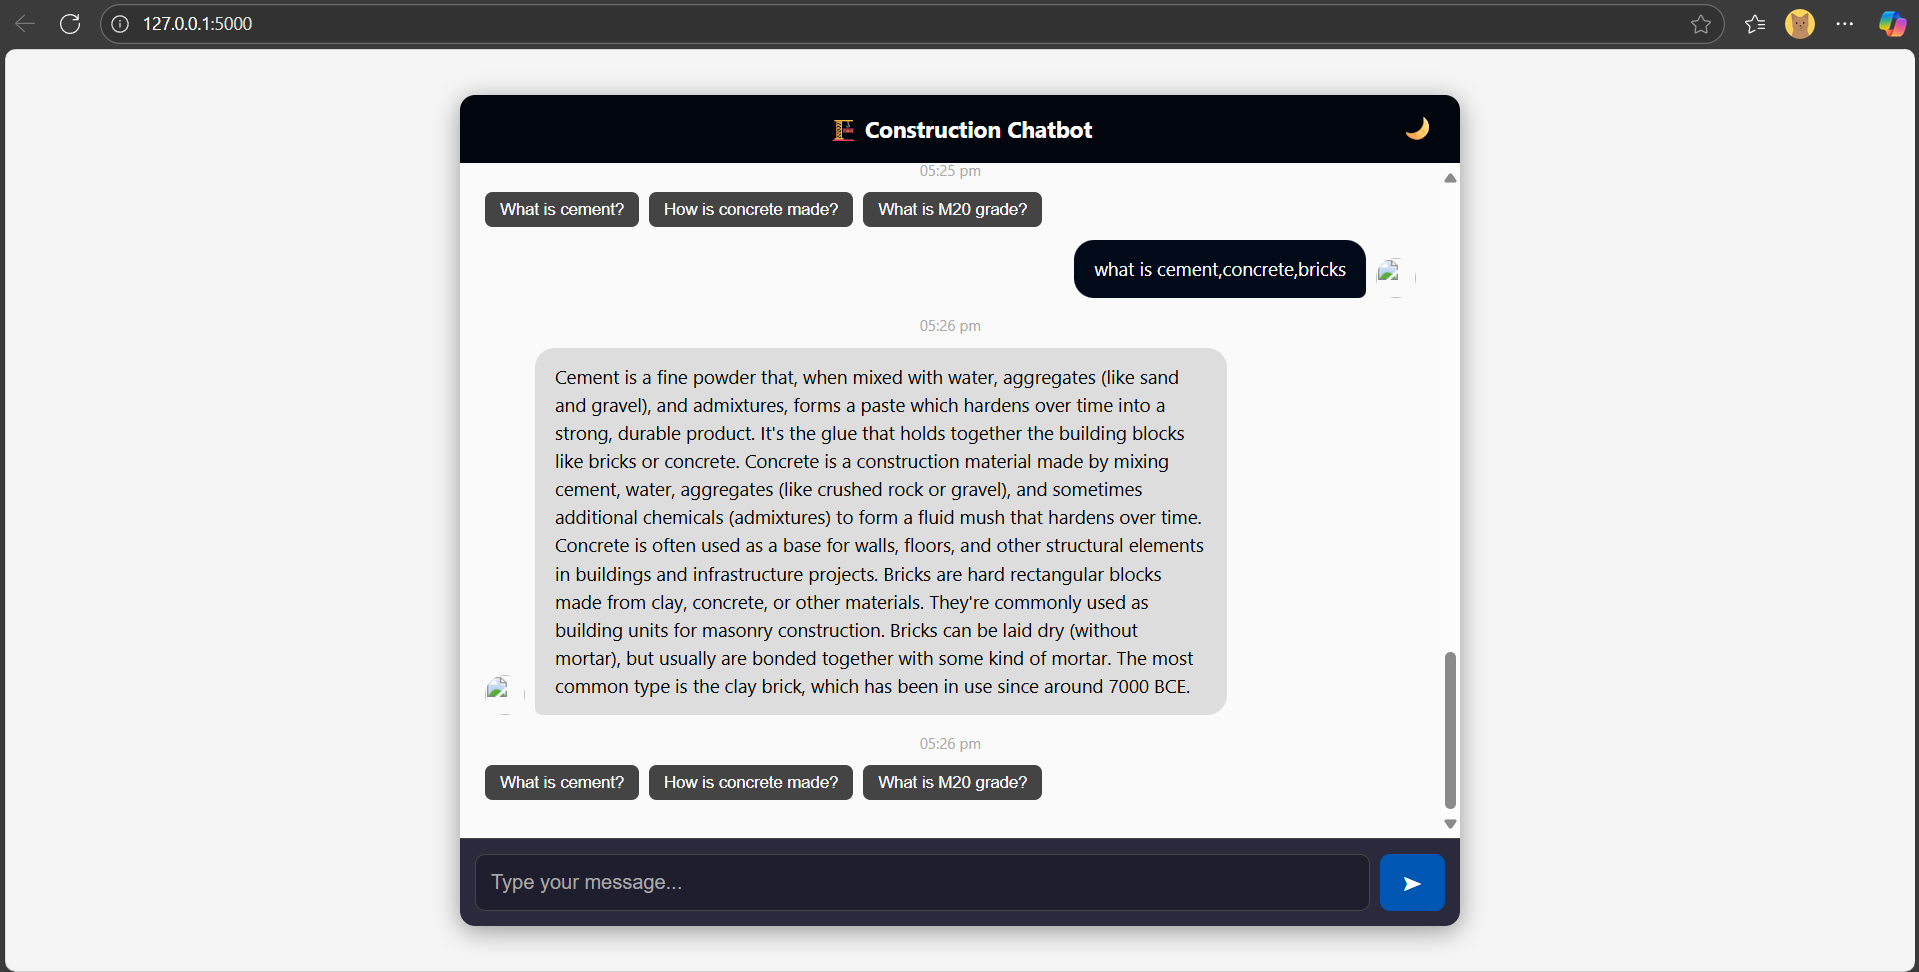 127.0.0.1:5000
Construction Chatbot
05:25 pm
What is cement? How is concrete made? What is M20 grade?
what is cement,concrete,bricks
05:26 pm
Cement is a fine powder that, when mixed with water, aggregates (like sand
and gravel), and admixtures, forms a paste which hardens over time into a
strong, durable product. It's the glue that holds together the building blocks
like bricks or concrete. Concrete is a construction material made by mixing
cement, water, aggregates (like crushed rock or gravel), and sometimes
additional chemicals (admixtures) to form a fluid mush that hardens over time.
Concrete is often used as a base for walls, floors, and other structural elements
in buildings and infrastructure projects. Bricks are hard rectangular blocks
made from clay, concrete, or other materials. They're commonly used as
building units for masonry construction. Bricks can be laid dry (without
mortar), but usually are bonded together with some kind of mortar. The most
common type is the clay brick, which has been in use since around 7000 BCE.
05:26 pm
What is cement? How is concrete made? What is M20 grade?
Type your message...